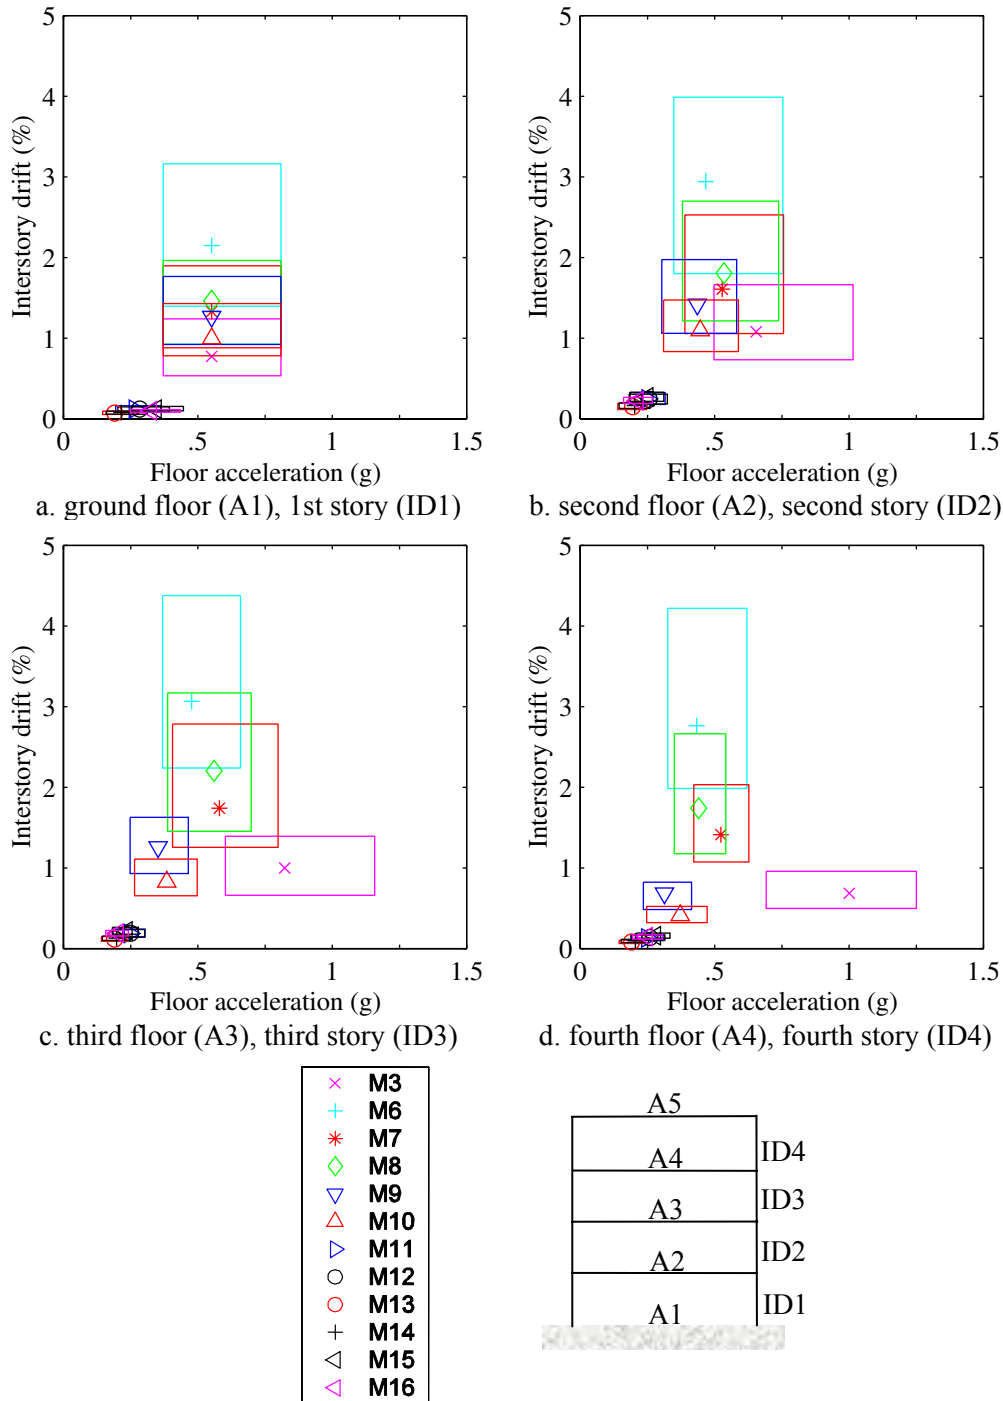 5
4
3
2
1
0
0
.5
1
1.5
Interstory drift (%)
Floor acceleration (g)
a. ground floor (A1), 1st story (ID1)
5
4
3
2
1
0
0
.5
1
1.5
Interstory drift (%)
Floor acceleration (g)
b. second floor (A2), second story (ID2)
5
4
3
2
1
0
0
.5
1
1.5
Interstory drift (%)
Floor acceleration (g)
c. third floor (A3), third story (ID3)
5
4
3
2
1
0
0
.5
1
1.5
Interstory drift (%)
Floor acceleration (g)
d. fourth floor (A4), fourth story (ID4)
M3
M6
M7
M8
M9
M10
M11
M12
M13
M14
M15
M16
A5
A4 ID4
A3 ID3
A2 ID2
A1 ID1